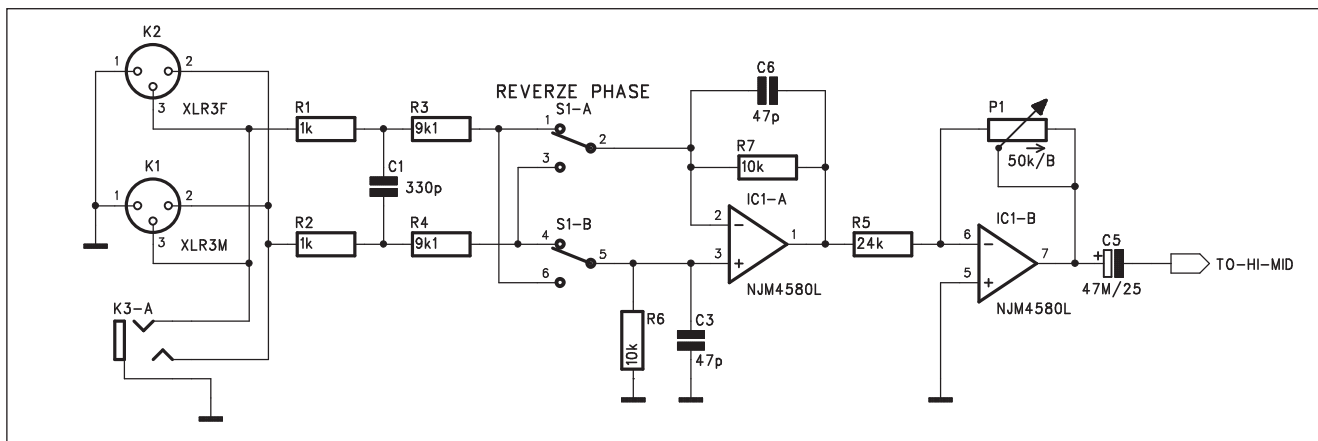 K2
1
2
3
XLR3F
K1
1
2
3
XLR3M
K3-A
R1
1k
R3
9k1
C1
330p
R2
1k
R4
9k1
REVERZE PHASE
S1-A
1
2
3
S1-B
4
5
6
R6
10k
C3
47p
C6
47p
R7
10k
IC1-A
2
3
1
NJM4580L
R5
24k
P1
50k/B
IC1-B
6
5
7
NJM4580L
C5
+
47M/25
TO-HI-MID